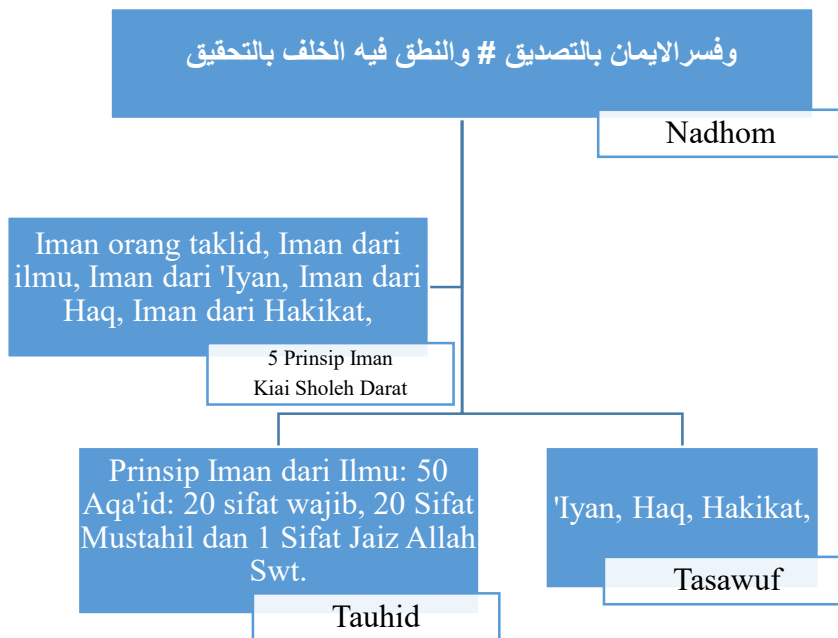 وفسرالايمان بالتصديق # والنطق فيه الخلف بالتحقيق
Nadhom
Iman orang taklid, Iman dari
ilmu, Iman dari 'Iyan, Iman dari
Haq, Iman dari Hakikat,
5 Prinsip Iman
Kiai Sholeh Darat
Prinsip Iman dari Ilmu: 50
Aqa'id: 20 sifat wajib, 20 Sifat
Mustahil dan 1 Sifat Jaiz Allah
Swt.
Tauhid
'Iyan, Haq, Hakikat,
Tasawuf